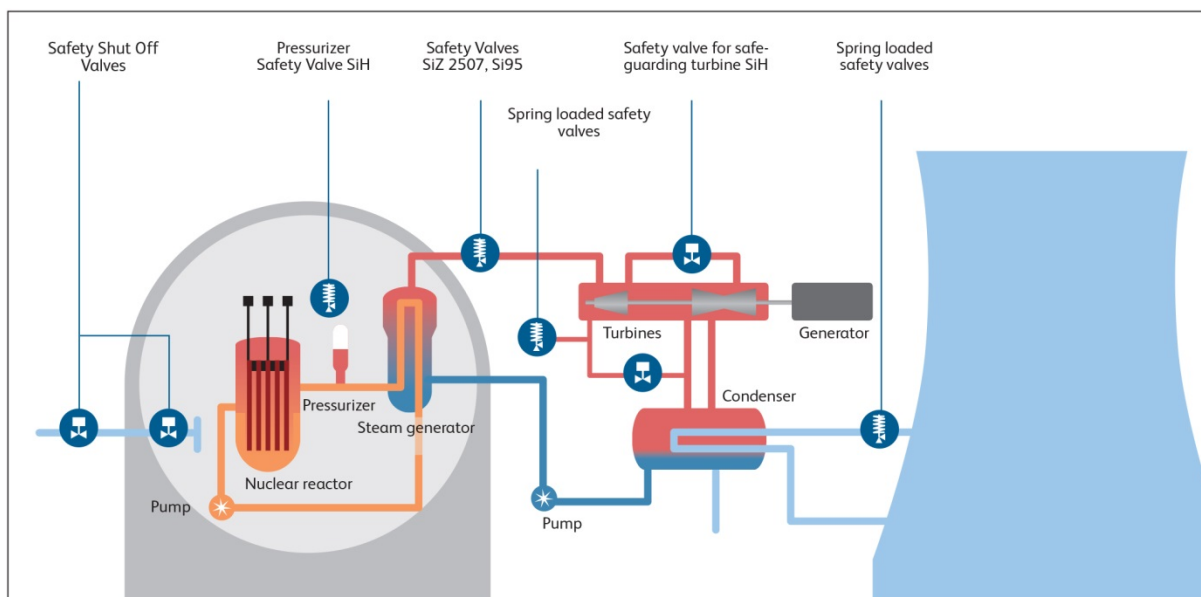 Safety Shut Off
Valves
Pressurizer
Safety Valve SiH
Safety Valves
SiZ 2507, Si95
Safety valve for safe-
guarding turbine SiH
Spring loaded
safety valves
Spring loaded safety
valves
Turbines
Generator
Pressurizer
Condenser
Steam generator
Nuclear reactor
Pump
Pump